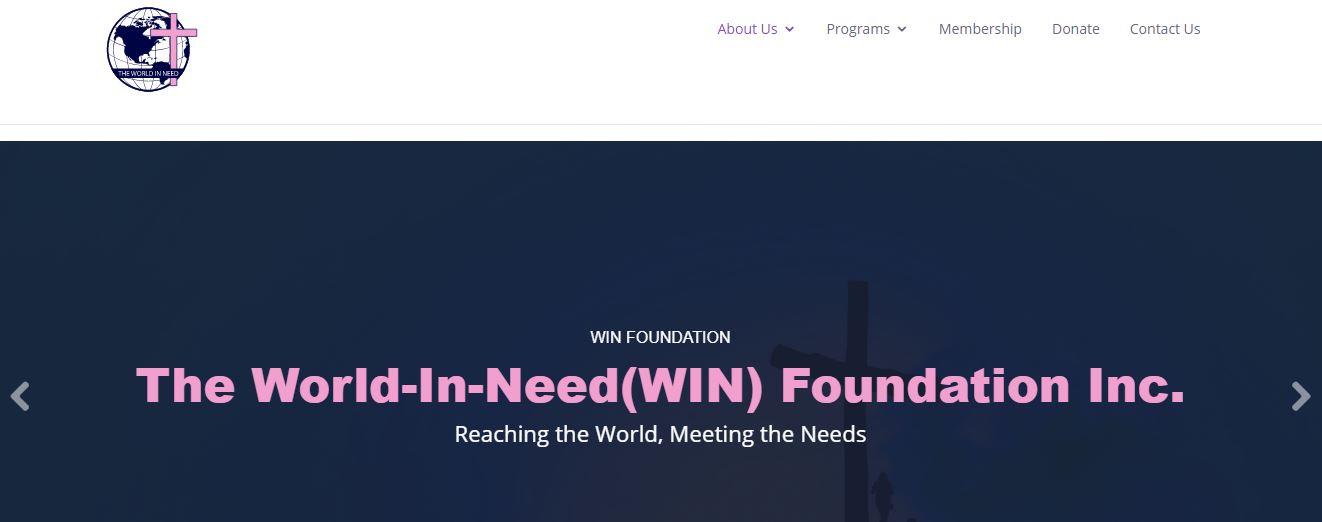 THE WORLD IN NEED
About Us
Programs
Membership
Donate
Contact Us
WIN FOUNDATION
The World-In-Need(WIN) Foundation Inc.
Reaching the World, Meeting the Needs